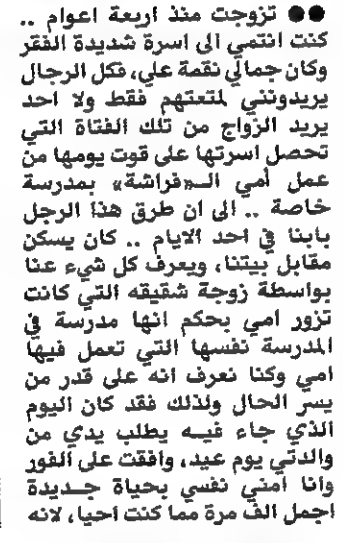 ●● تزوجت منذ اربعة اعوام ..
كنت انتمي الى اسرة شديدة الفقر
وكان جمالي نقمة علي، فكل الرجال
يريدونني لمتعتهم فقط ولا احد
يريد الزواج من تلك الفتاة التي
تحصل اسرتها على قوت يومها من
عمل أمي الـ«فراشة» بمدرسة
خاصة .. الى ان طرق هذا الرجل
بابنا في احد الايام .. كان يسكن
مقابل بيتنا، ويعرف كل شيء عنا
بواسطة زوجة شقيقه التي كانت
تزور امي بحكم انها مدرسة في
المدرسة نفسها التي تعمل فيها
امي وكنا نعرف انه على قدر من
يسر الحال ولذلك فقد كان اليوم
الذي جاء فيه يطلب يدي من
والدتي يوم عيد، وافقت على الفور
وانا امني نفسي بحياة جديدة
اجمل الف مرة مما كنت احيا، لانه